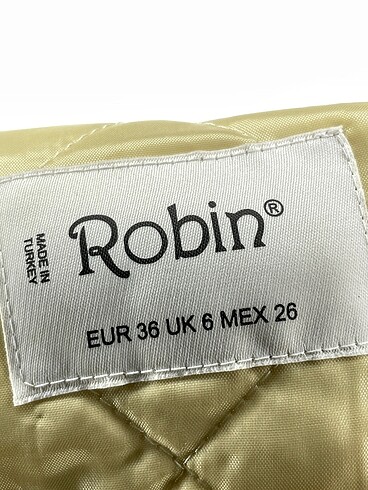 Robin®
MADE IN
TURKEY
EUR 36 UK 6 MEX 26